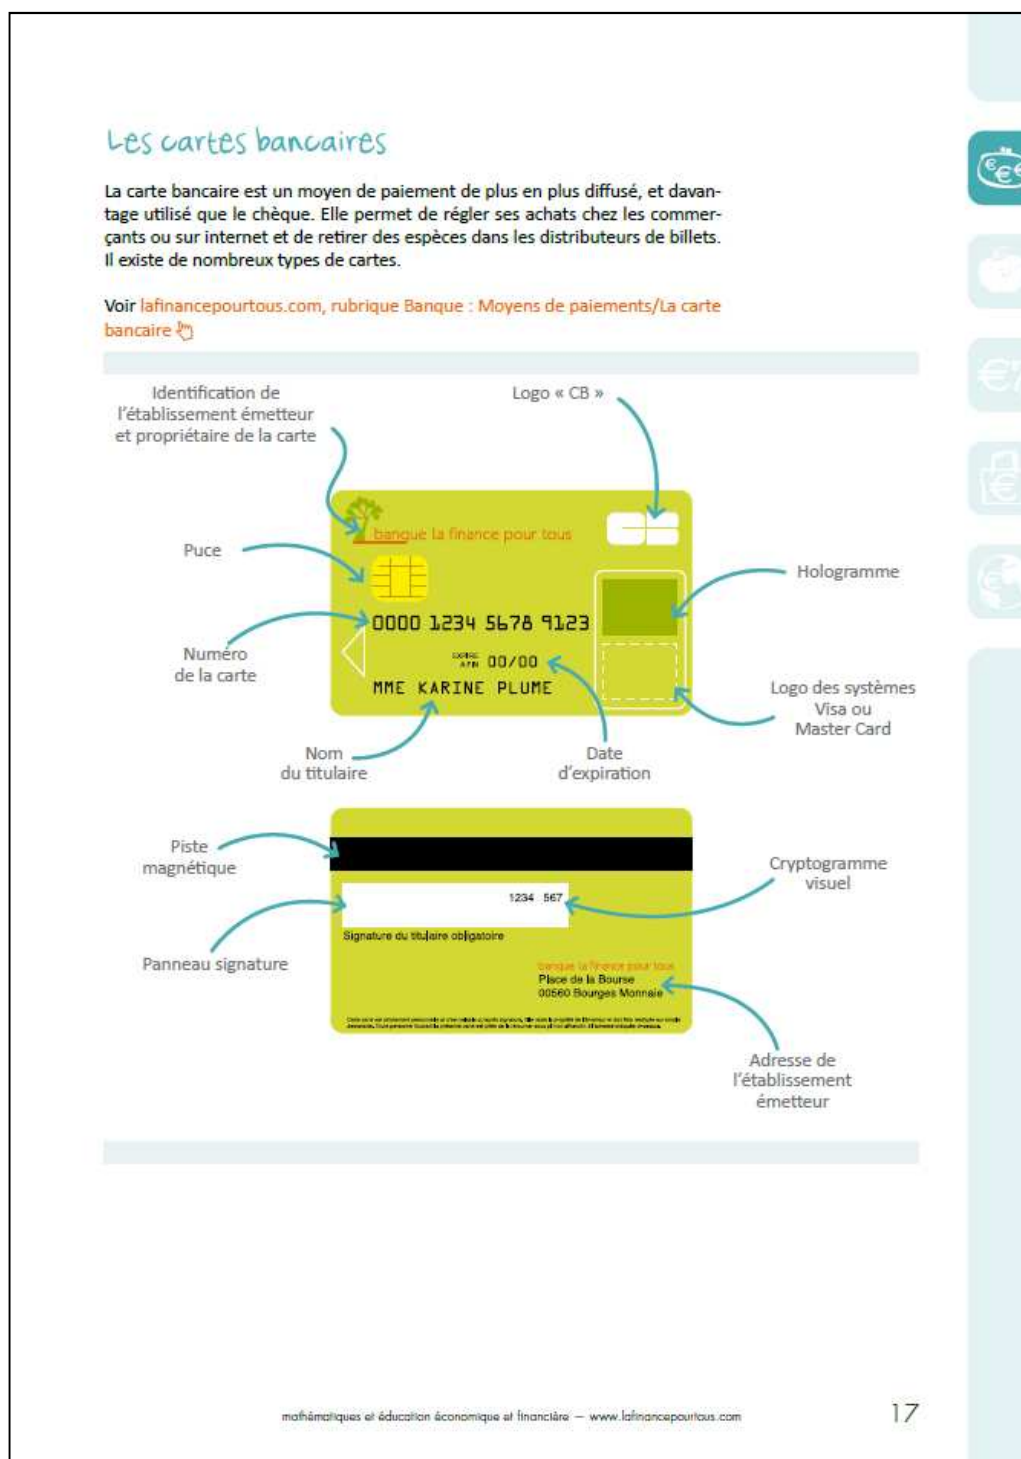 Les cartes bancaires
La carte bancaire est un moyen de paiement de plus en plus diffusé, et davan-
tage utilisé que le chèque. Elle permet de régler ses achats chez les commer-
çants ou sur internet et de retirer des espèces dans les distributeurs de billets.
Il existe de nombreux types de cartes.
Voir lafinancepourtous.com, rubrique Banque : Moyens de paiements/La carte
bancaire
Identification de
l'établissement émetteur
et propriétaire de la carte
Logo « CB »
banque la finance pour tous
Puce
Hologramme
0000 1234 5678 9123
Numéro
de la carte
EXPIRE
A FIN 00/00
MME KARINE PLUME
Logo des systèmes
Visa ou
Master Card
Nom
du titulaire
Date
d'expiration
Piste
magnétique
Cryptogramme
visuel
1234 567
Signature du titulaire obligatoire
Panneau signature
banque la finance pour tous
Place de la Bourse
00560 Bourges Monnaie
Adresse de
l'établissement
émetteur
mathématiques et éducation économique et financière — www.lafinancepourtous.com
17